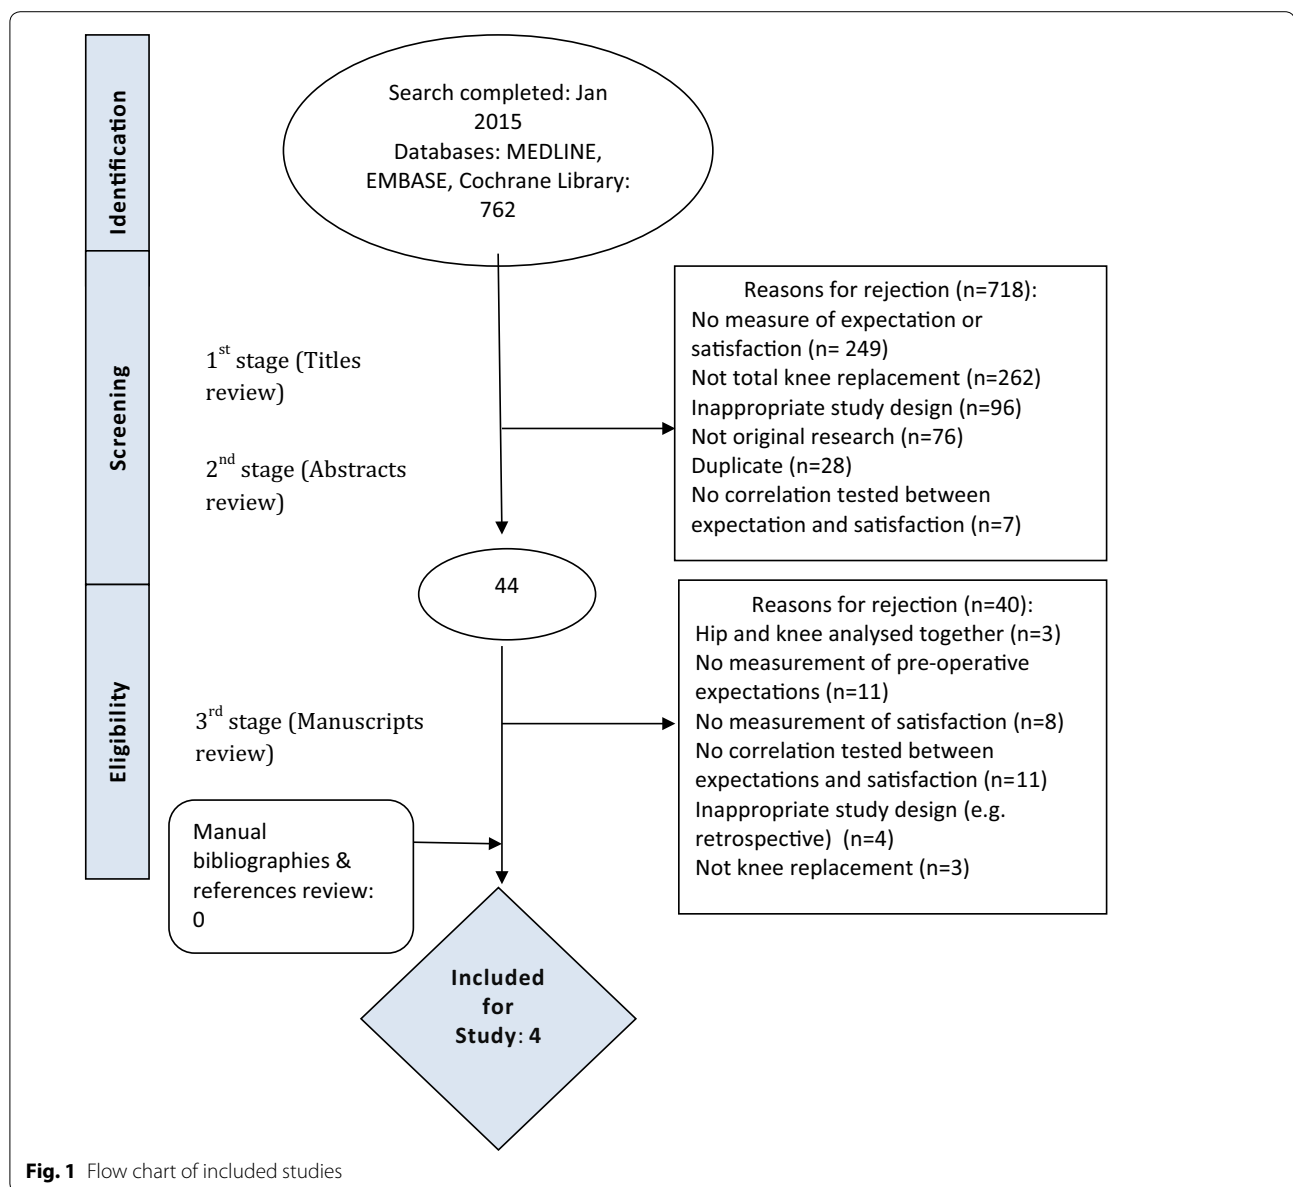 Identification
Search completed: Jan
2015
Databases: MEDLINE,
EMBASE, Cochrane Library:
762
Screening
1st stage (Titles
review)
2nd stage (Abstracts
review)
Reasons for rejection (n=718):
No measure of expectation or
satisfaction (n= 249)
Not total knee replacement (n=262)
Inappropriate study design (n=96)
Not original research (n=76)
Duplicate (n=28)
No correlation tested between
expectation and satisfaction (n=7)
44
Eligibility
3rd stage (Manuscripts
review)
Reasons for rejection (n=40):
Hip and knee analysed together (n=3)
No measurement of pre-operative
expectations (n=11)
No measurement of satisfaction (n=8)
No correlation tested between
expectations and satisfaction (n=11)
Inappropriate study design (e.g.
retrospective)  (n=4)
Not knee replacement (n=3)
Manual
bibliographies &
references review:
0
Included
for
Study: 4
Fig. 1 Flow chart of included studies